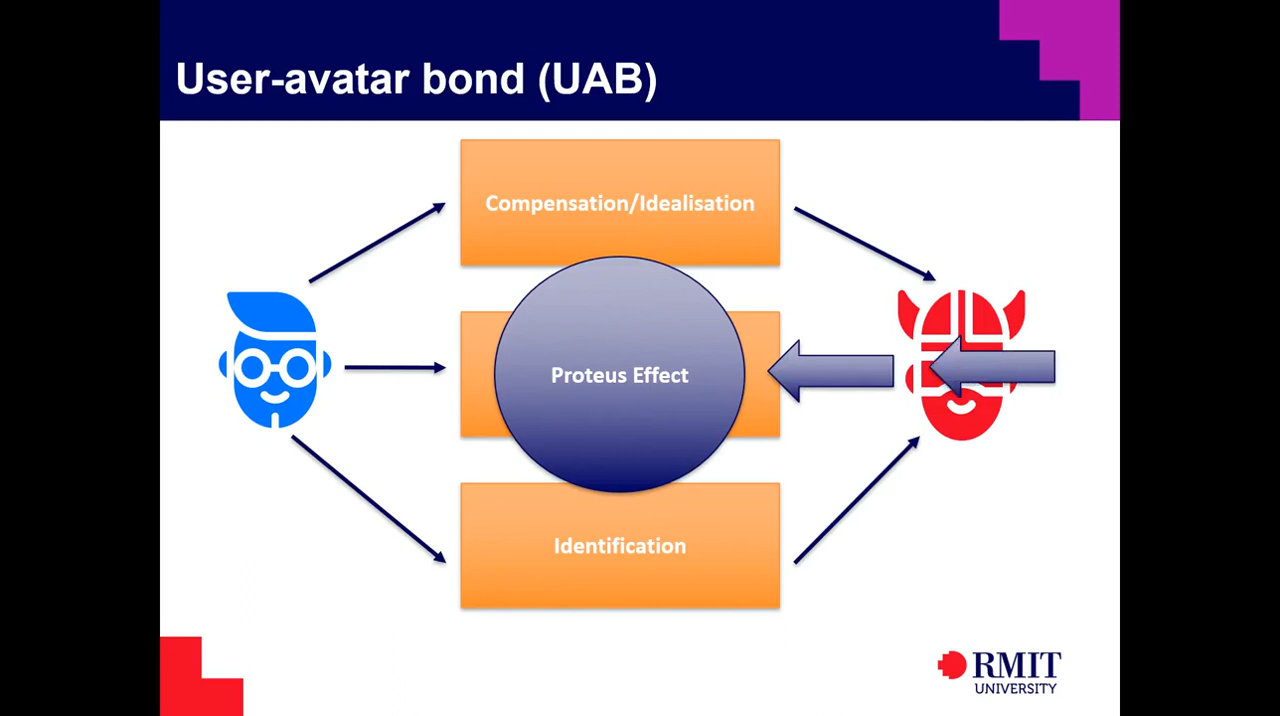 User-avatar bond (UAB)
Compensation/Idealisation
Proteus Effect
Identification
RMIT
UNIVERSITY